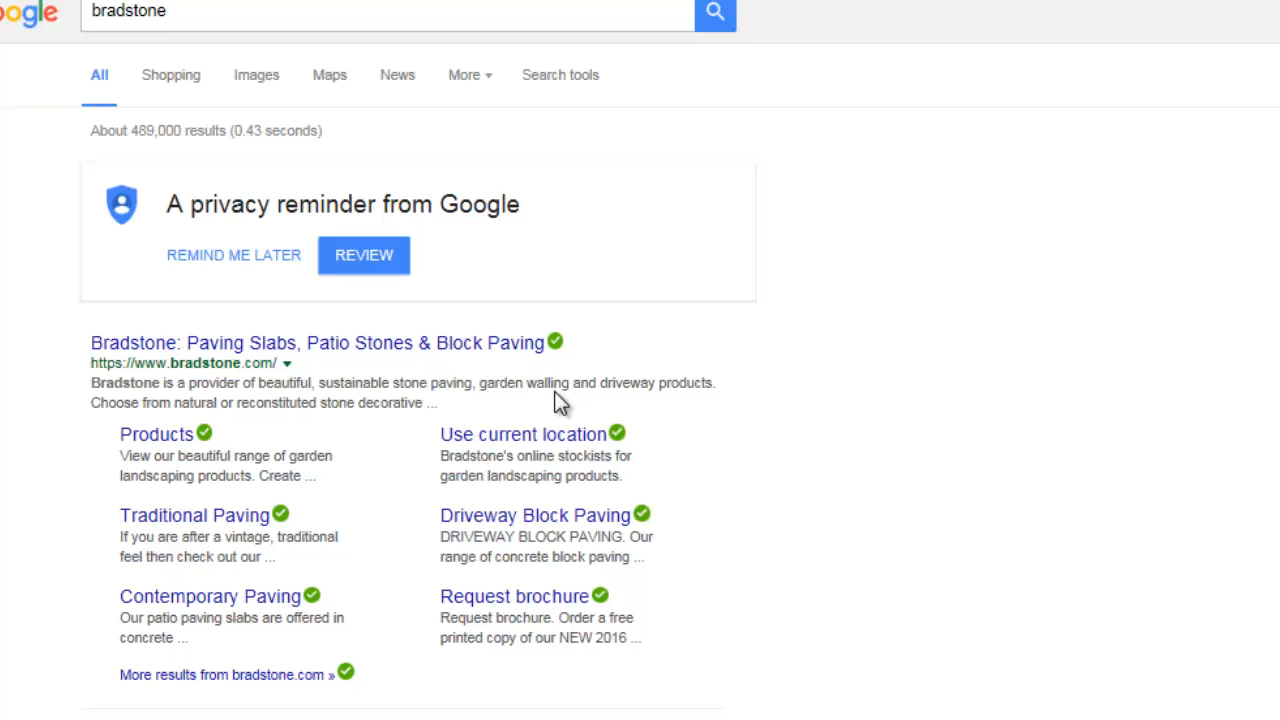 oogle
bradstone
All Shopping Images Maps News More Search tools
About 489,000 results (0.43 seconds)
A privacy reminder from Google
REMIND ME LATER REVIEW
Bradstone: Paving Slabs, Patio Stones & Block Paving
https://www.bradstone.com/
Bradstone is a provider of beautiful, sustainable stone paving, garden walling and driveway products.
Choose from natural or reconstituted stone decorative ...
Products
View our beautiful range of garden
landscaping products. Create ...
Use current location
Bradstone's online stockists for
garden landscaping products.
Traditional Paving
If you are after a vintage, traditional
feel then check out our ...
Driveway Block Paving
DRIVEWAY BLOCK PAVING. Our
range of concrete block paving ...
Contemporary Paving
Our patio paving slabs are offered in
concrete ...
Request brochure
Request brochure. Order a free
printed copy of our NEW 2016 ...
More results from bradstone.com »